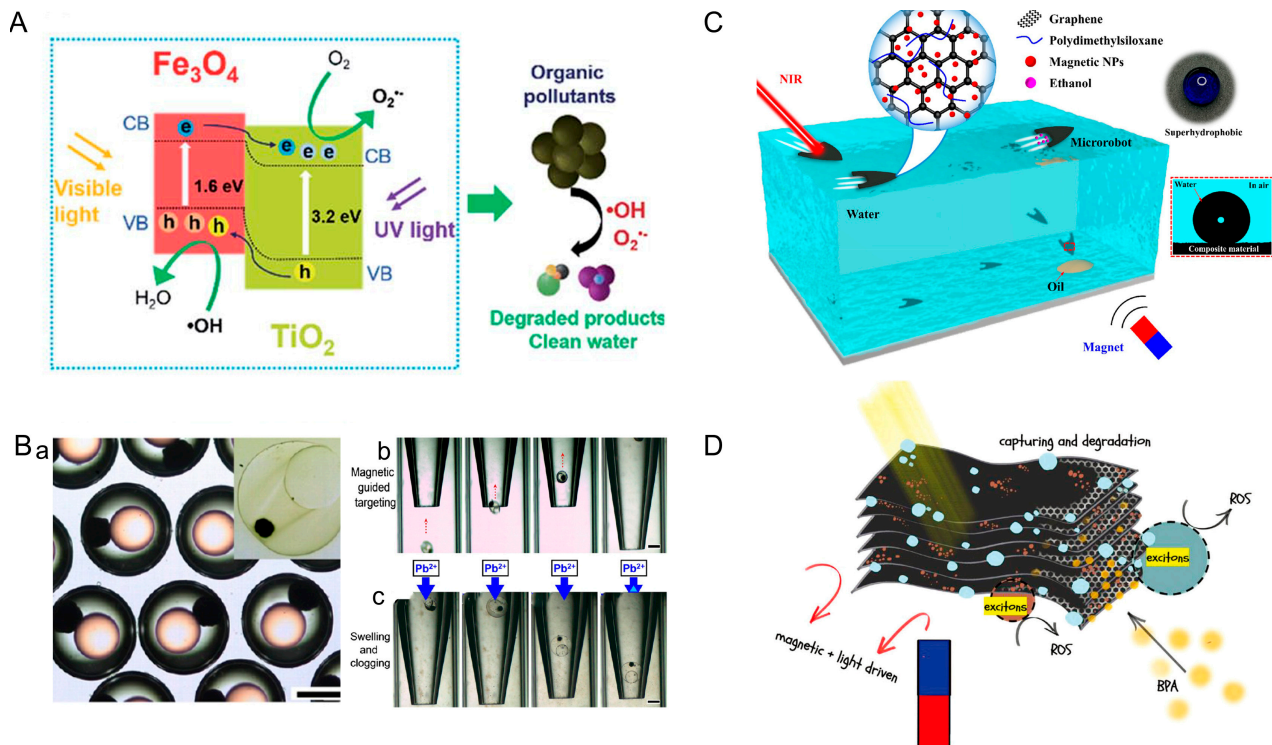 A
Fe₃O₄
O₂
O₂•-
CB
e
e e e
CB
Visible
light
1.6 eV
3.2 eV
UV light
VB
h h h
h
VB
H₂O
•OH
TiO₂
Organic
pollutants
•OH
O₂•-
Degraded products
Clean water
B
a
b
Magnetic
guided
targeting
Pb²⁺
Pb²⁺
Pb²⁺
Pb²⁺
c
Swelling
and
clogging
C
Graphene
Polydimethylsiloxane
Magnetic NPs
Ethanol
NIR
Superhydrophobic
Microrobot
Water
Water
In air
Composite material
Oil
Magnet
D
capturing and degradation
ROS
excitons
excitons
ROS
magnetic + light driven
BPA